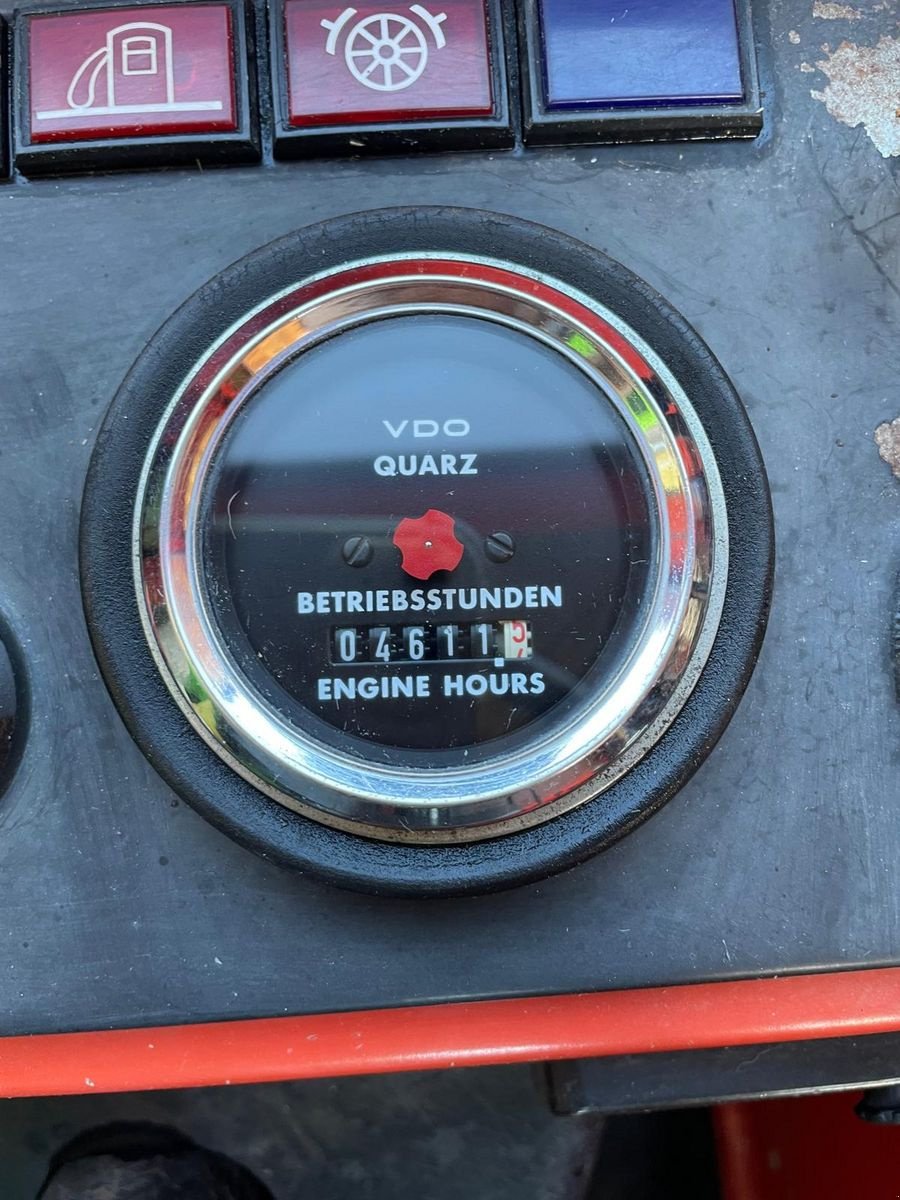 VDO
QUARZ
BETRIEBSSTUNDEN
04611
ENGINE HOURS